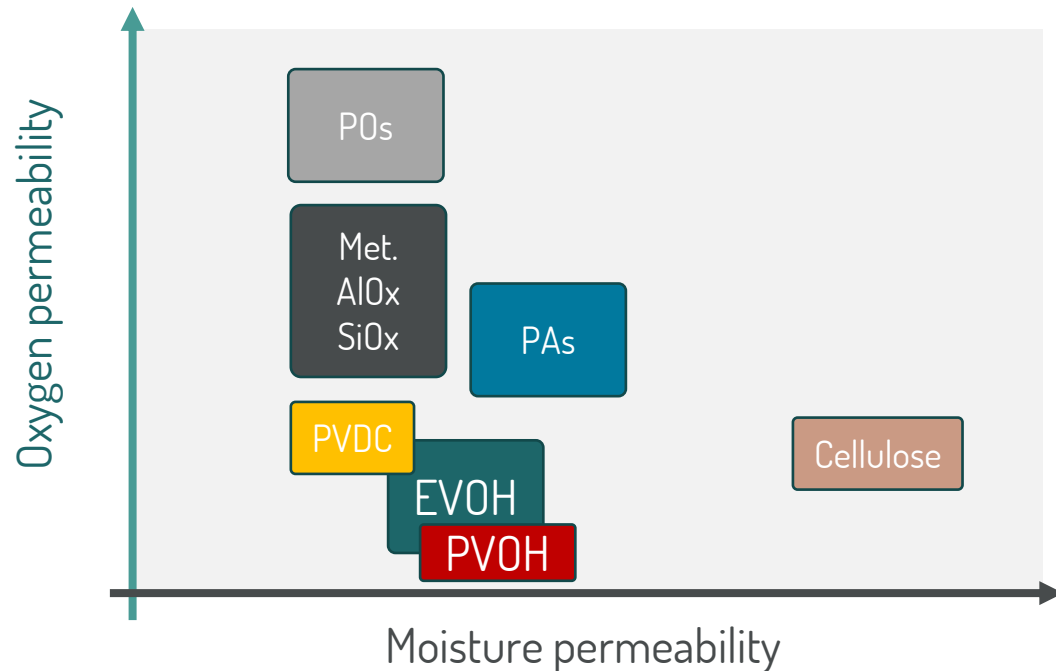 Oxygen permeability
POs
Met.
AlOx
SiOx
PAs
PVDC
Cellulose
EVOH
PVOH
Moisture permeability